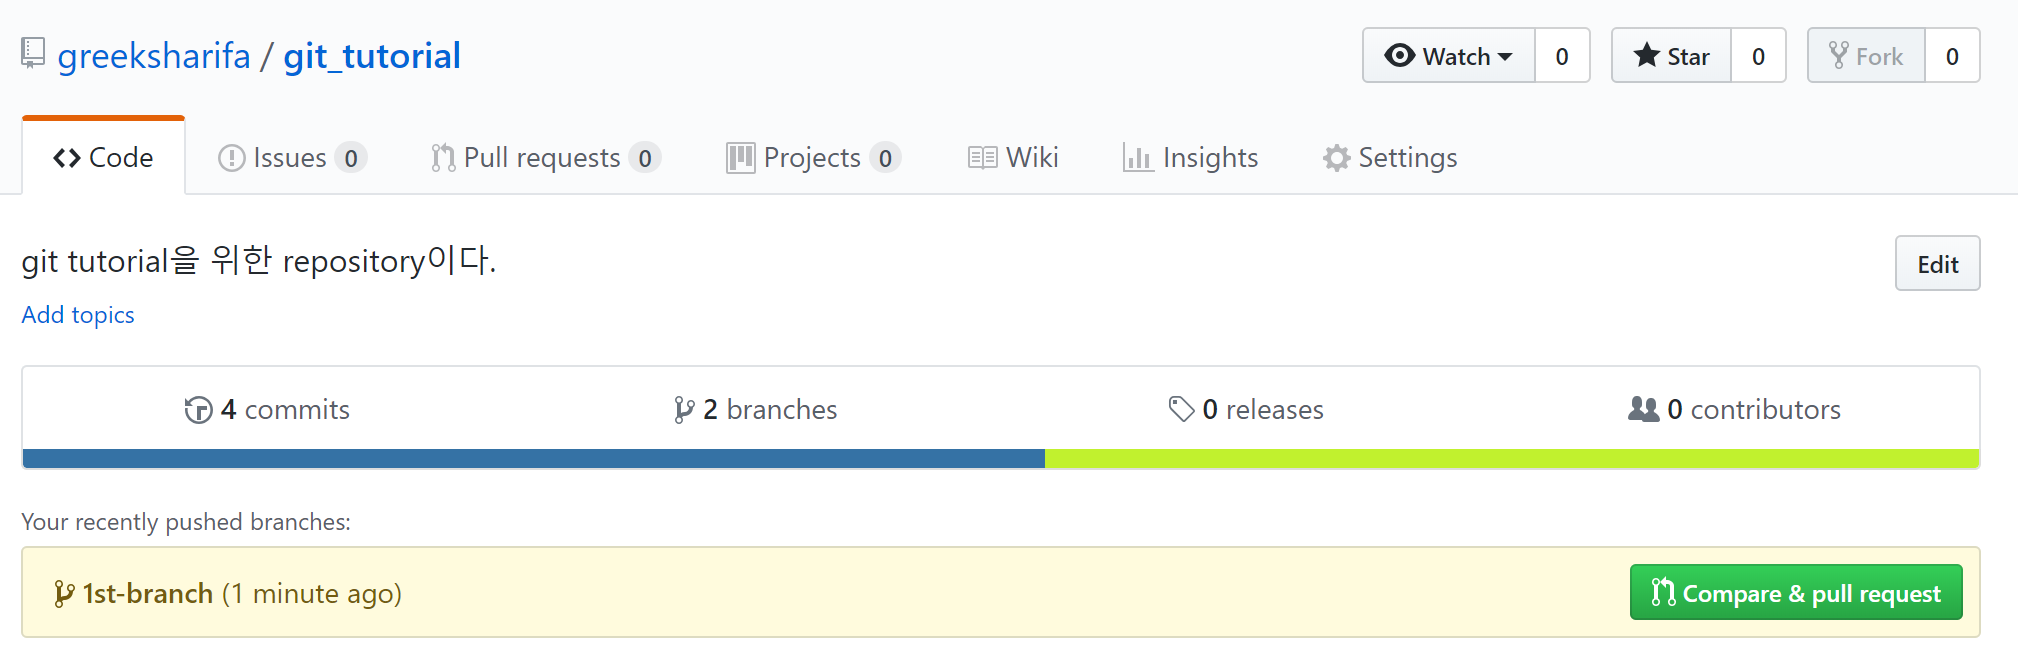 greeksharifa / git_tutorial
Watch 0 Star 0 Fork 0
Code Issues 0 Pull requests 0 Projects 0 Wiki Insights Settings
git tutorial을 위한 repository이다.
Edit
Add topics
4 commits 2 branches 0 releases 0 contributors
Your recently pushed branches:
1st-branch (1 minute ago)
Compare & pull request